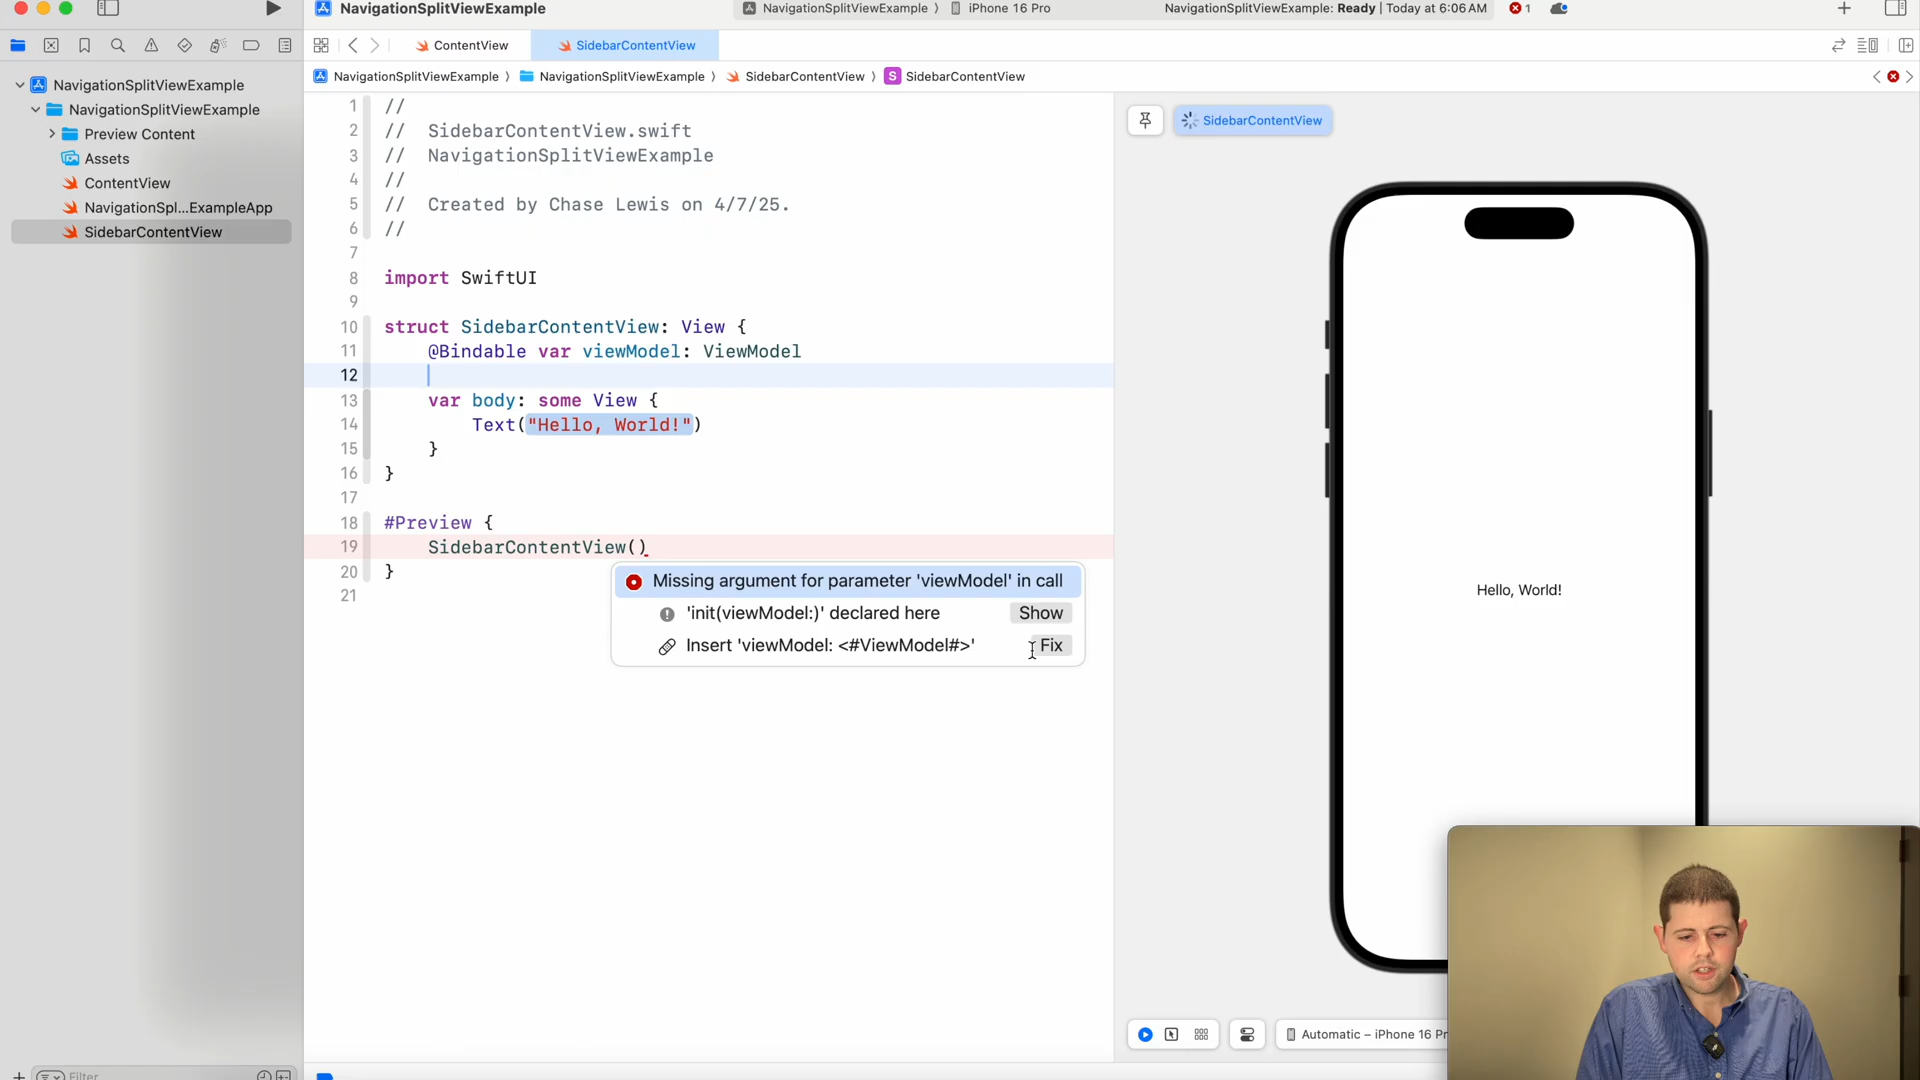 NavigationSplitViewExample
NavigationSplitViewExample 〉 iPhone 16 Pro
NavigationSplitViewExample: Ready | Today at 6:06 AM
1
ContentView
SidebarContentView
NavigationSplitViewExample 〉 NavigationSplitViewExample 〉 SidebarContentView 〉 S SidebarContentView
NavigationSplitViewExample
NavigationSplitViewExample
Preview Content
Assets
ContentView
NavigationSpl...ExampleApp
SidebarContentView
Filter
1 //
2 //  SidebarContentView.swift
3 //  NavigationSplitViewExample
4 //
5 //  Created by Chase Lewis on 4/7/25.
6 //
7
8 import SwiftUI
9
10 struct SidebarContentView: View {
11     @Bindable var viewModel: ViewModel
12
13     var body: some View {
14         Text("Hello, World!")
15     }
16 }
17
18 #Preview {
19     SidebarContentView()
20 }
21
Missing argument for parameter 'viewModel' in call
'init(viewModel:)' declared here Show
Insert 'viewModel: <#ViewModel#>' Fix
SidebarContentView
Hello, World!
Automatic – iPhone 16 Pr